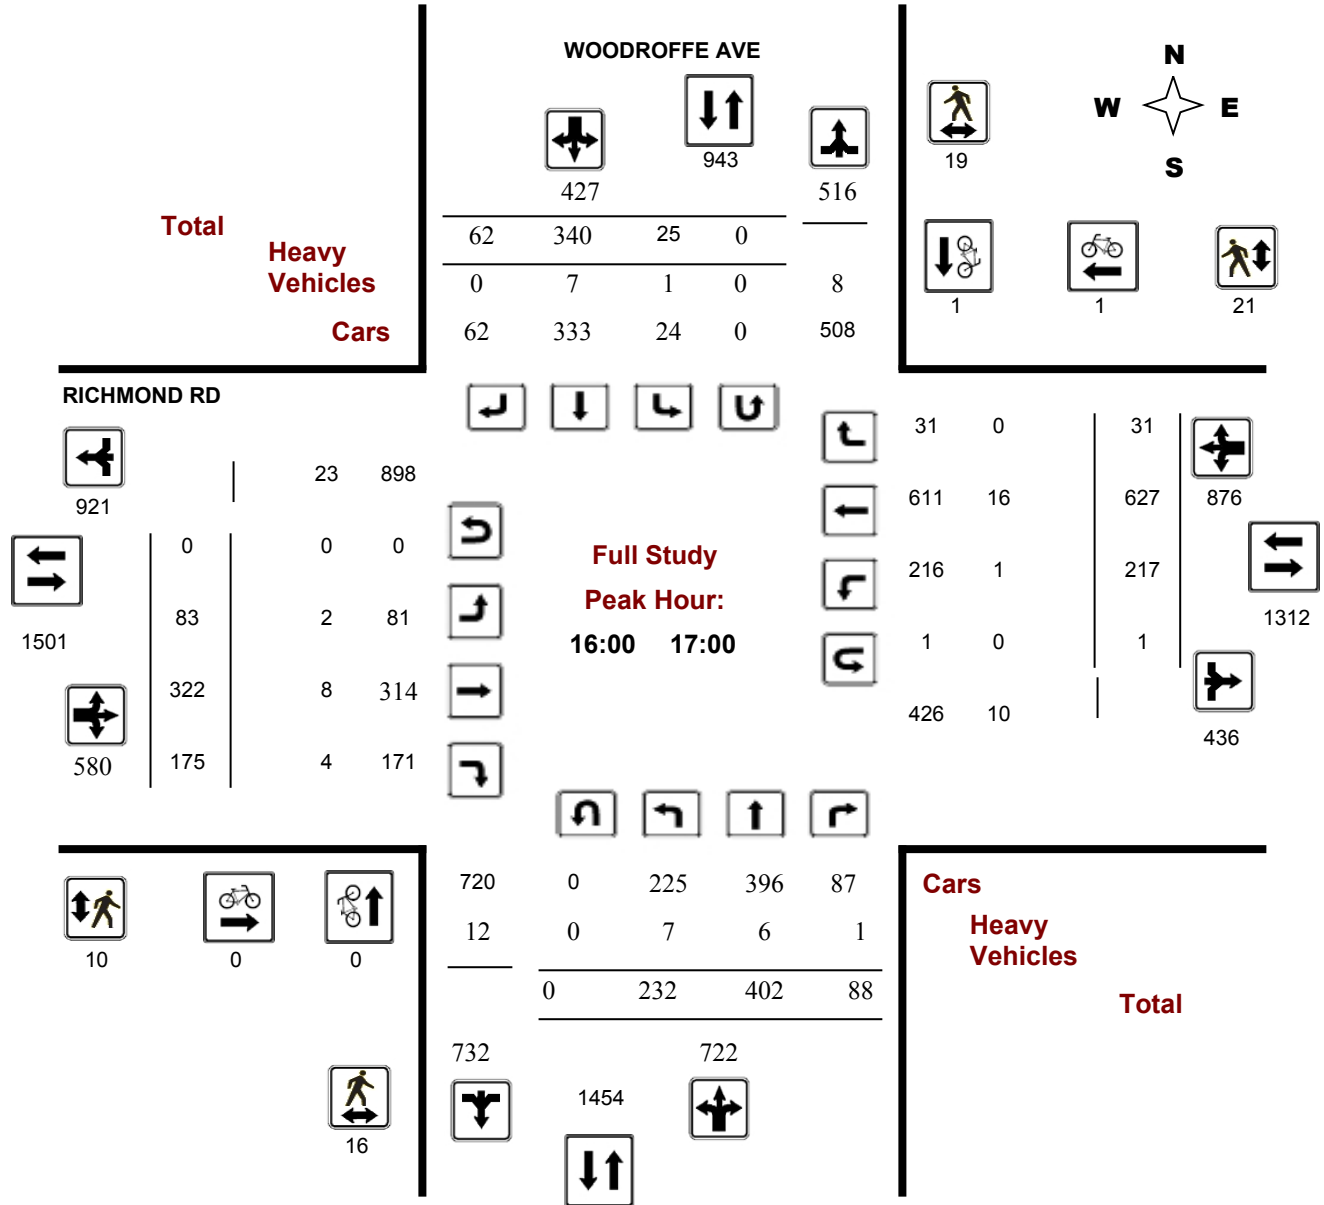 WOODROFFE AVE
N
W E
S
943
19
427 516
Total 62 340 25 0
Heavy
Vehicles 0 7 1 0 8
1 1 21
Cars 62 333 24 0 508
RICHMOND RD
31 0 31
23 898
921
611 16 627 876
0 0 0
Full Study
216 1 217
Peak Hour:
83 2 81
1312
1501
16:00 17:00
1 0 1
322 8 314
426 10
436
580 175 4 171
720 0 225 396 87 Cars
12 0 7 6 1 Heavy
Vehicles
10 0 0
0 232 402 88
Total
732 722
1454
16